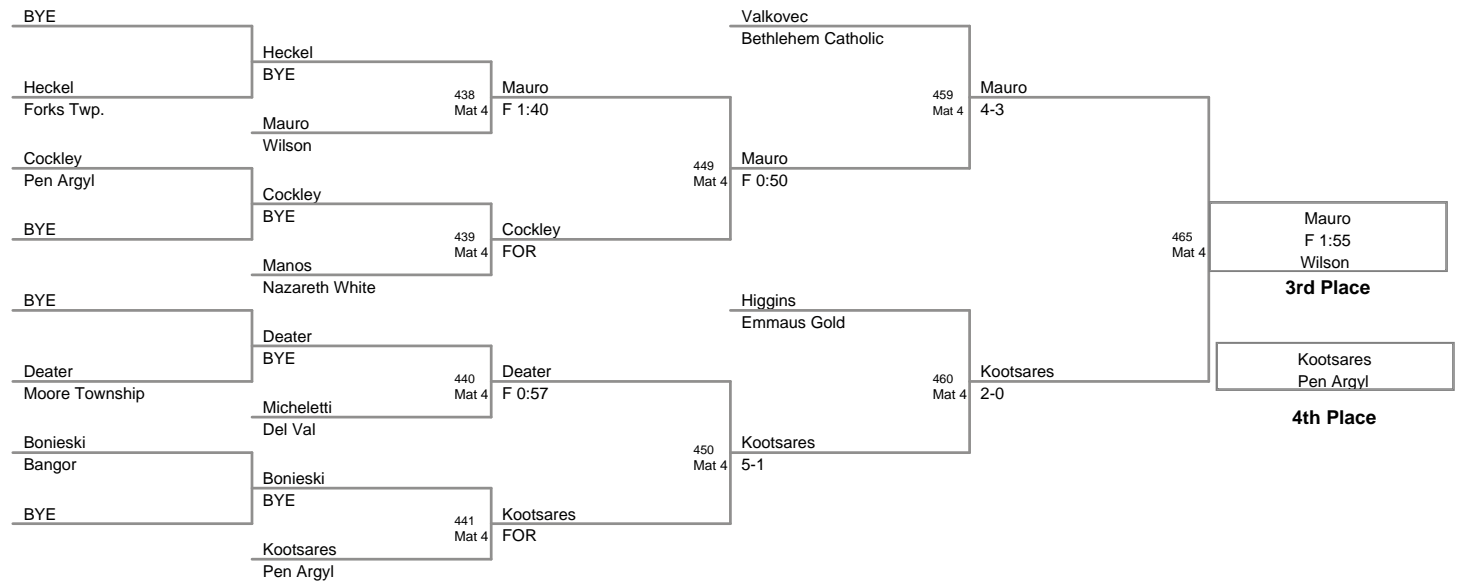 BYE
Heckel
Forks Twp.
Cockley
Pen Argyl
BYE
BYE
Deater
Moore Township
Bonieski
Bangor
BYE
Heckel
BYE
Mauro
Wilson
Cockley
BYE
Manos
Nazareth White
Deater
BYE
Micheletti
Del Val
Bonieski
BYE
Kootsares
Pen Argyl
438
Mat 4
Mauro
F 1:40
439
Mat 4
Cockley
FOR
440
Mat 4
Deater
F 0:57
441
Mat 4
Kootsares
FOR
Valkovec
Bethlehem Catholic
449
Mat 4
Mauro
F 0:50
Higgins
Emmaus Gold
450
Mat 4
Kootsares
5-1
459
Mat 4
Mauro
4-3
460
Mat 4
Kootsares
2-0
465
Mat 4
Mauro
F 1:55
Wilson
3rd Place
Kootsares
Pen Argyl
4th Place